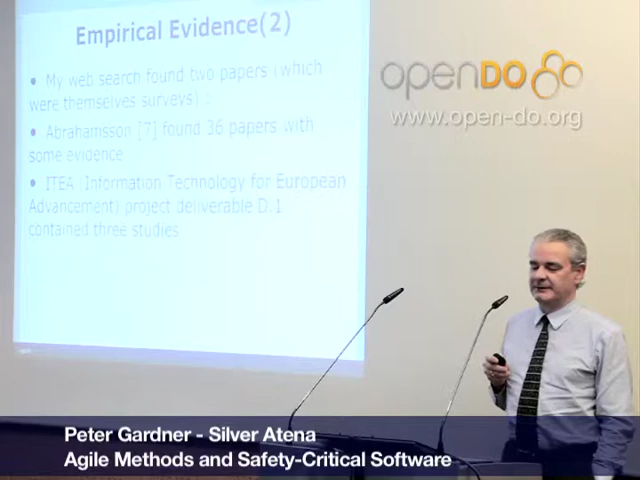 Empirical Evidence(2)
• My web search found two papers (which
were themselves surveys) :
• Abrahamsson [7] found 36 papers with
some evidence
• ITEA (Information Technology for European
Advancement) project deliverable D.1
contained three studies
openDO
www.open-do.org
Peter Gardner - Silver Atena
Agile Methods and Safety-Critical Software